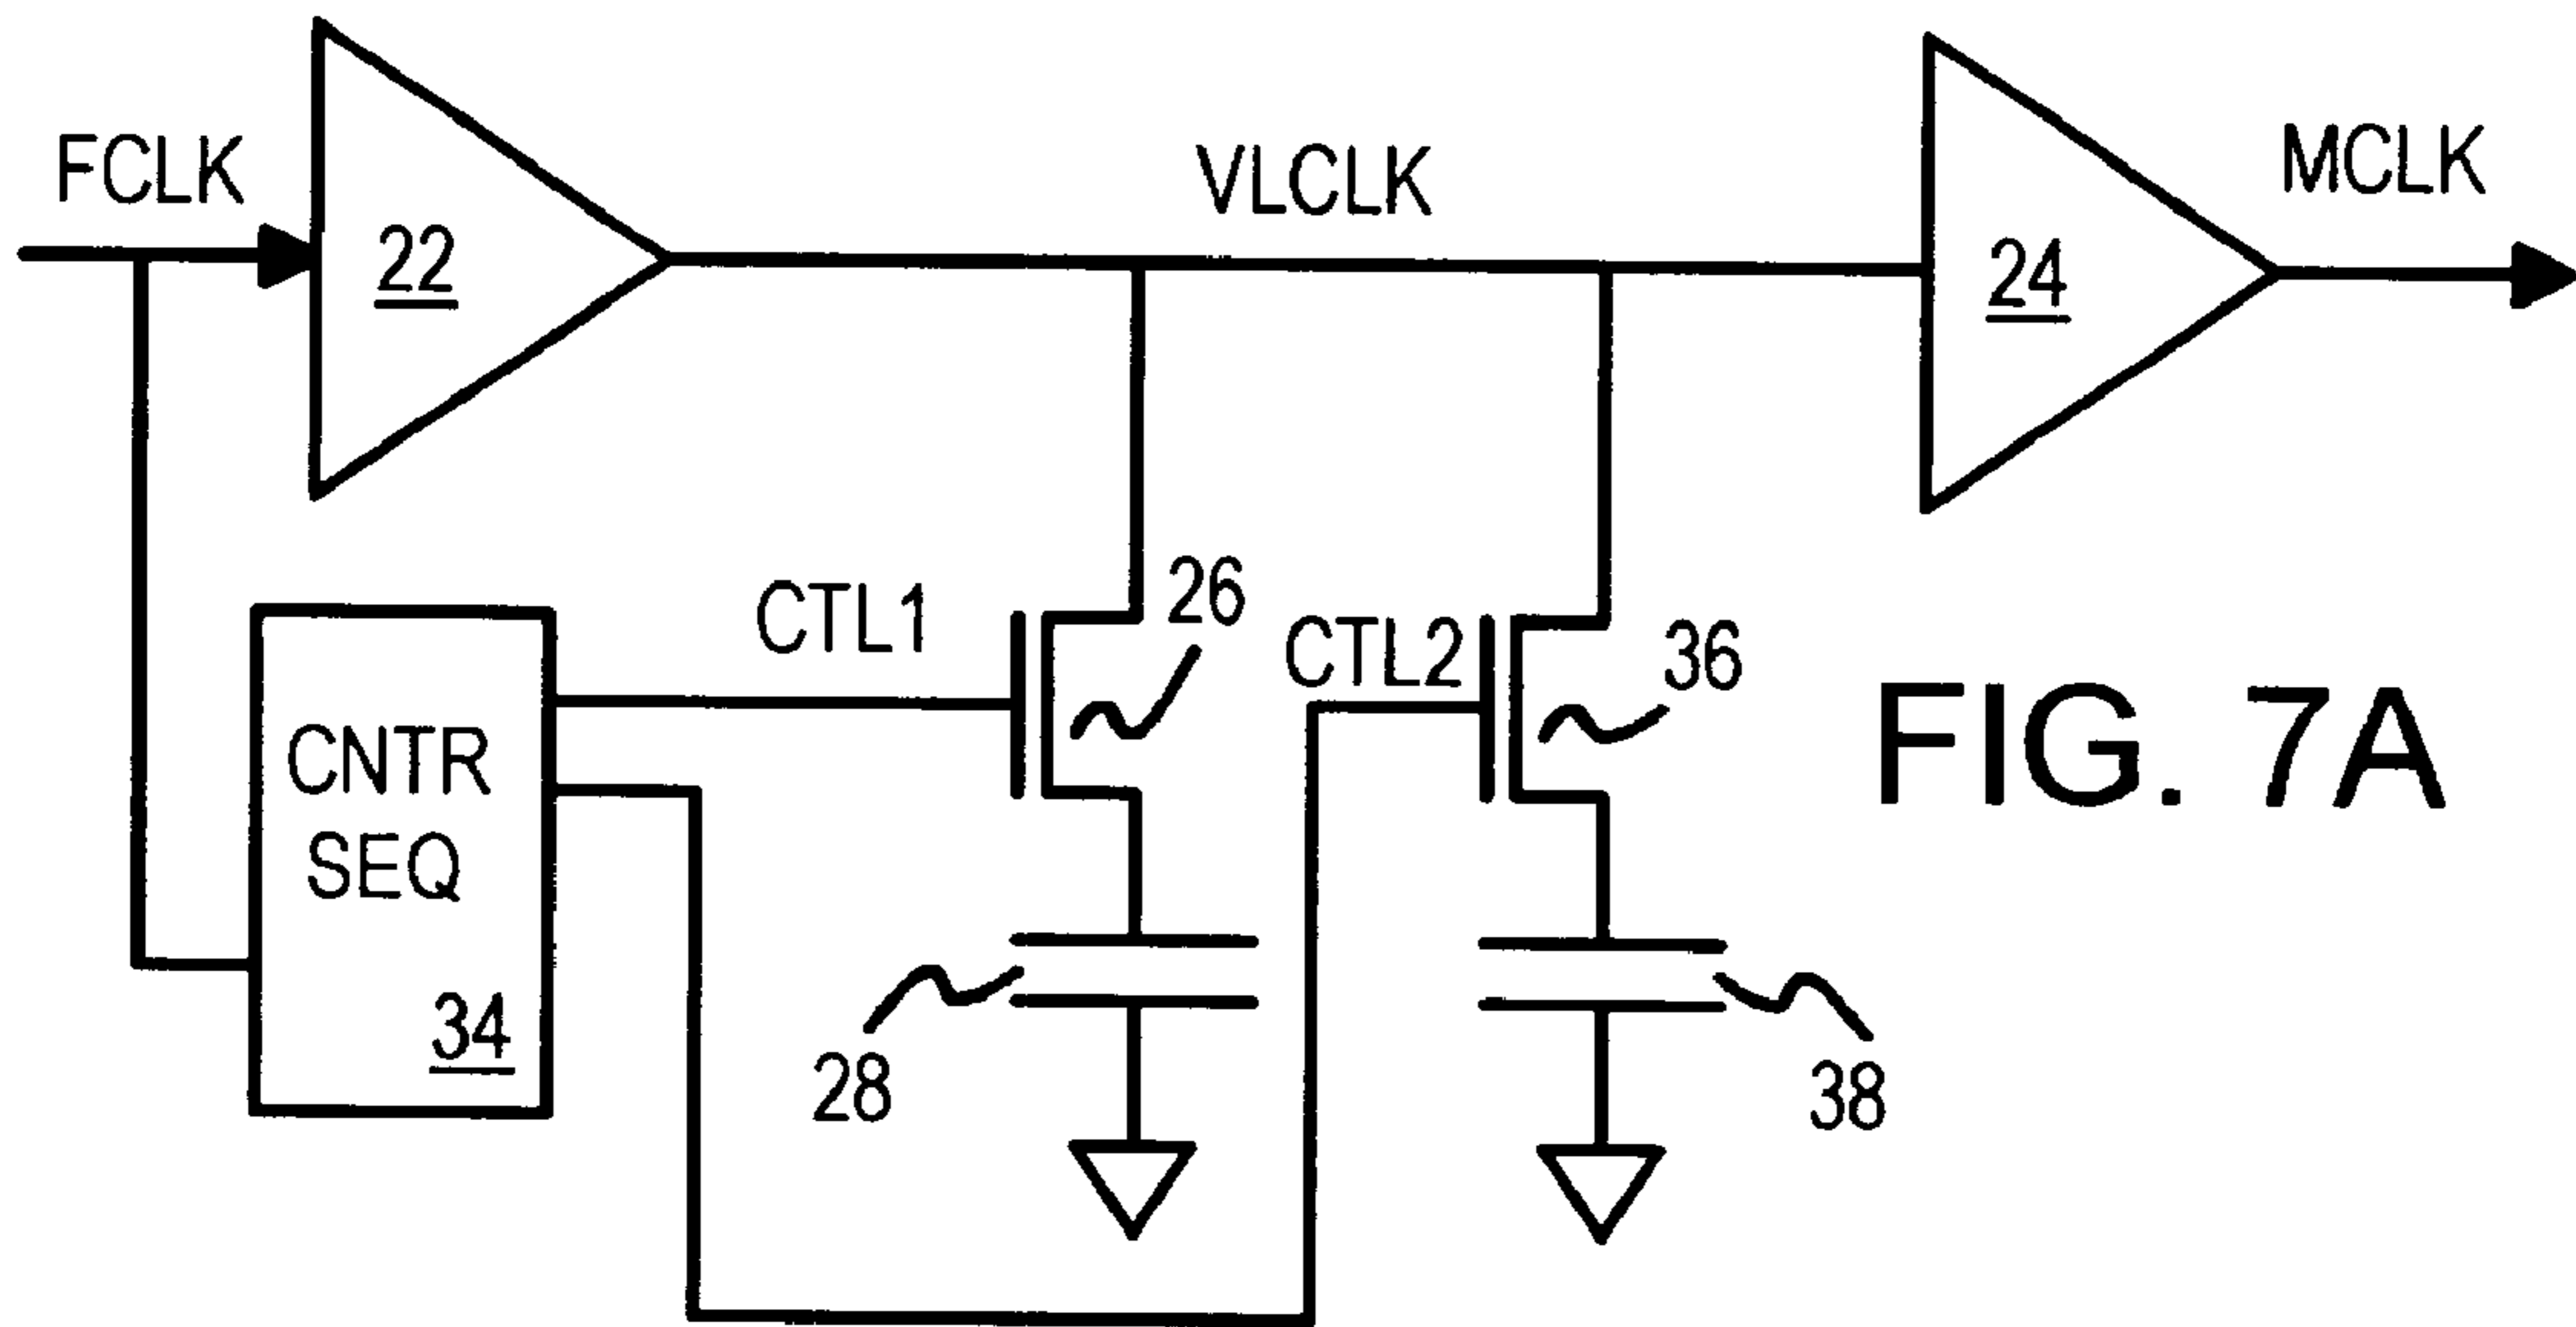 FCLK
22
VLCLK
24
MCLK
CTL1
26
CTL2
36
FIG. 7A
CNTR
SEQ
34
28
38